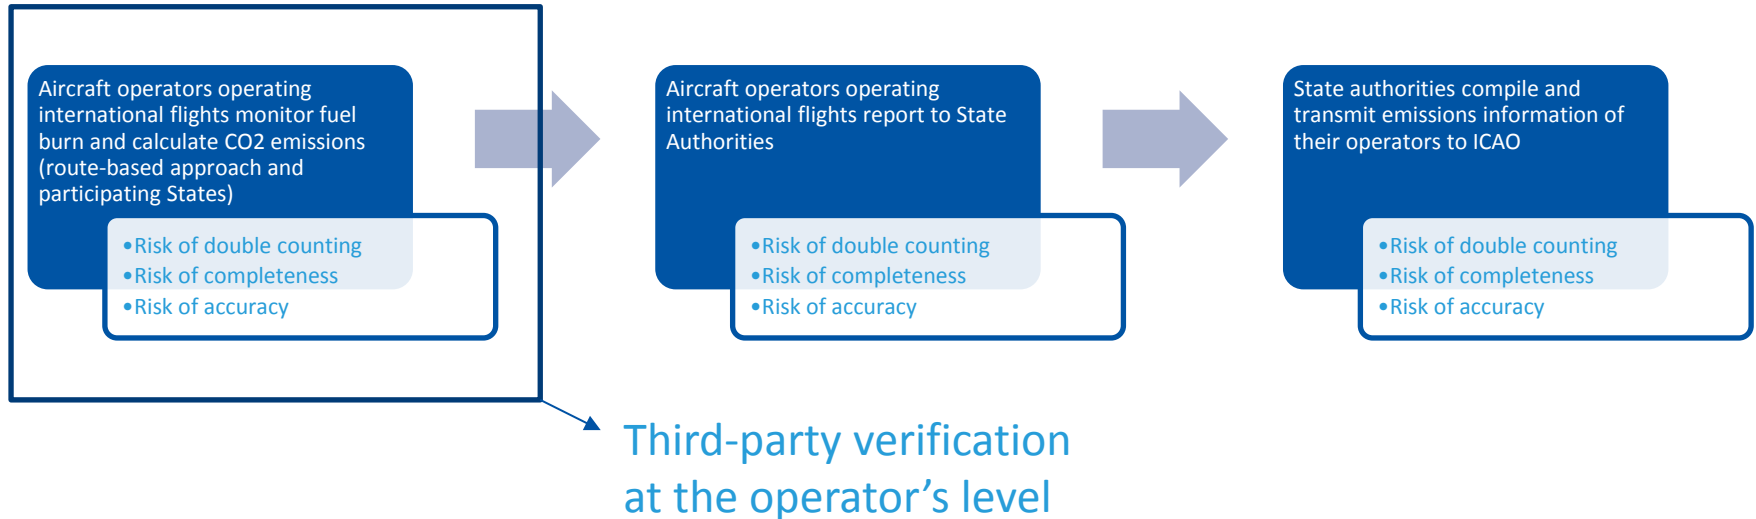 Aircraft operators operating
international flights monitor fuel
burn and calculate CO2 emissions
(route-based approach and
participating States)
•Risk of double counting
•Risk of completeness
•Risk of accuracy
Aircraft operators operating
international flights report to State
Authorities
•Risk of double counting
•Risk of completeness
•Risk of accuracy
State authorities compile and
transmit emissions information of
their operators to ICAO
•Risk of double counting
•Risk of completeness
•Risk of accuracy
Third-party verification
at the operator’s level